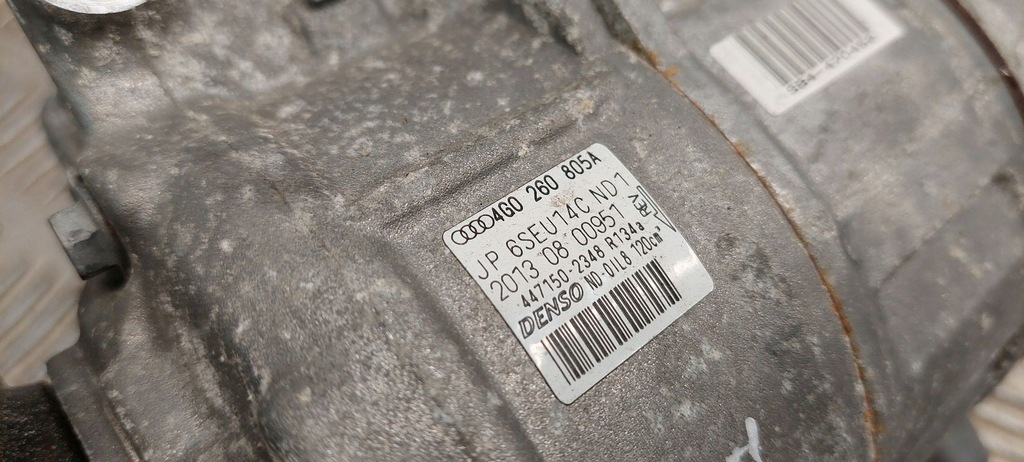 4G0 260 805A
JP 6SEU14C ND1
2013 08 00951
447150-2348 R134a
DENSO ND-OIL8 120cm³